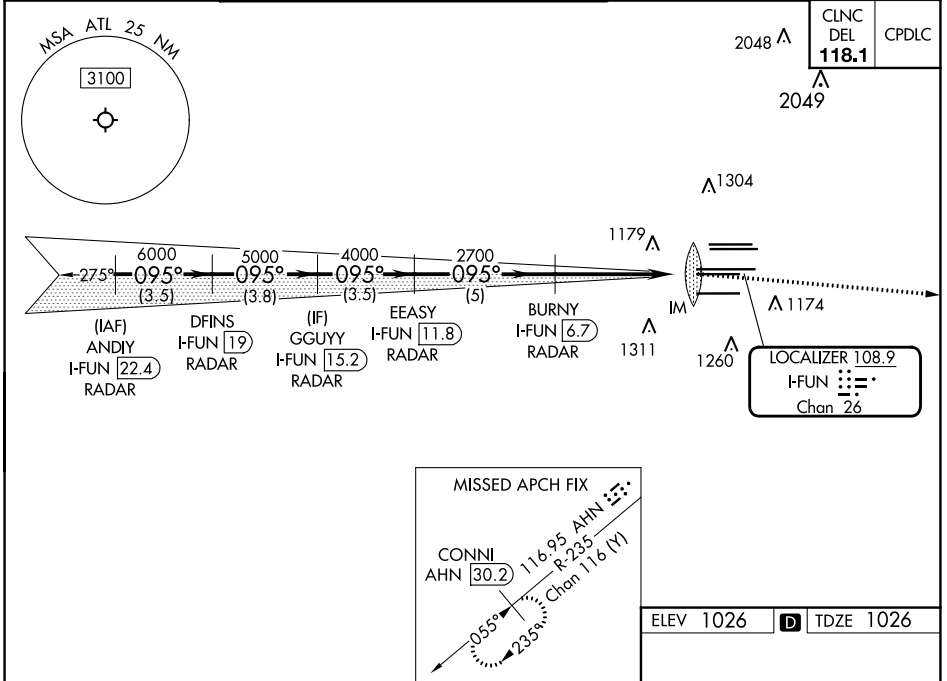 MSA ATL 25 NM
3100
2048
CLNC
DEL
118.1
CPDLC
2049
1304
1179
6000
5000
4000
2700
275°
095°
095°
095°
095°
(3.5)
(3.8)
(3.5)
(5)
(IAF)
ANDIY
I-FUN 22.4
RADAR
DFINS
I-FUN 19
RADAR
(IF)
GGUYY
I-FUN 15.2
RADAR
EEASY
I-FUN 11.8
RADAR
BURNY
I-FUN 6.7
RADAR
IM
1311
1174
1260
LOCALIZER 108.9
I-FUN
Chan 26
MISSED APCH FIX
CONNI
AHN 30.2
116.95 AHN
R-235
Chan 116 (Y)
055°
235°
ELEV 1026
D
TDZE 1026